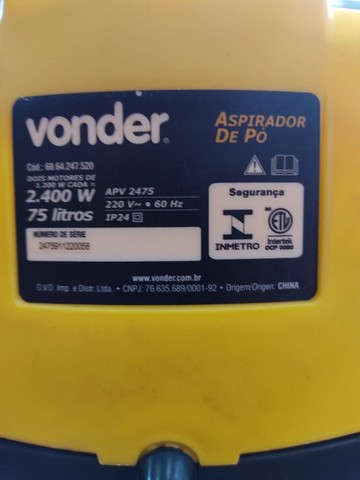 vonder®
ASPIRADOR
DE PÓ
Cód.: 68.64.247.520
DOIS MOTORES DE
1.200 W CADA =
2.400 W
75 litros
APV 2475
220 V~ • 60 Hz
IP24
NÚMERO DE SÉRIE
2475911220058
Segurança
INMETRO
ETL
Intertek
OCP 0080
www.vonder.com.br
O.V.D. Imp. e Distr. Ltda. • CNPJ: 76.635.689/0001-92 • Origem/Origen: CHINA